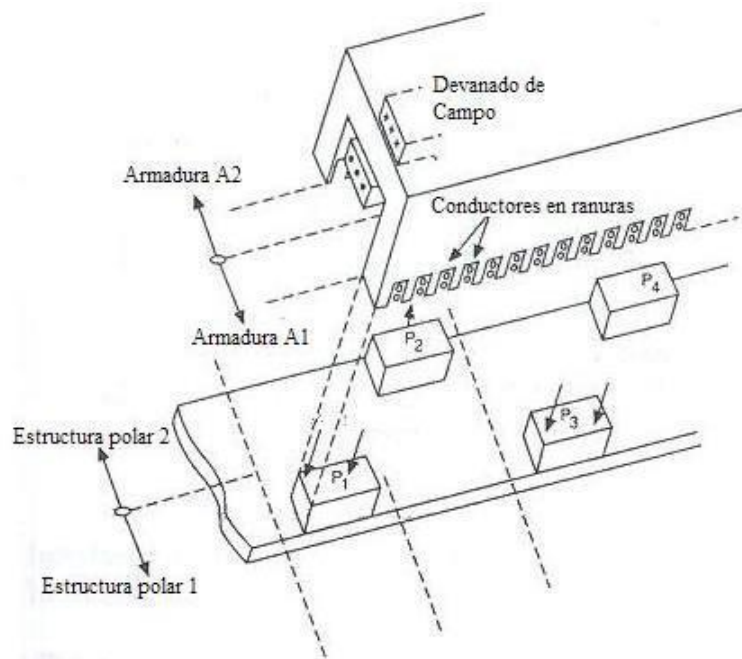 Devanado de
Campo
Armadura A2
Conductores en ranuras
P4
Armadura A1
P2
Estructura polar 2
P3
P1
Estructura polar 1